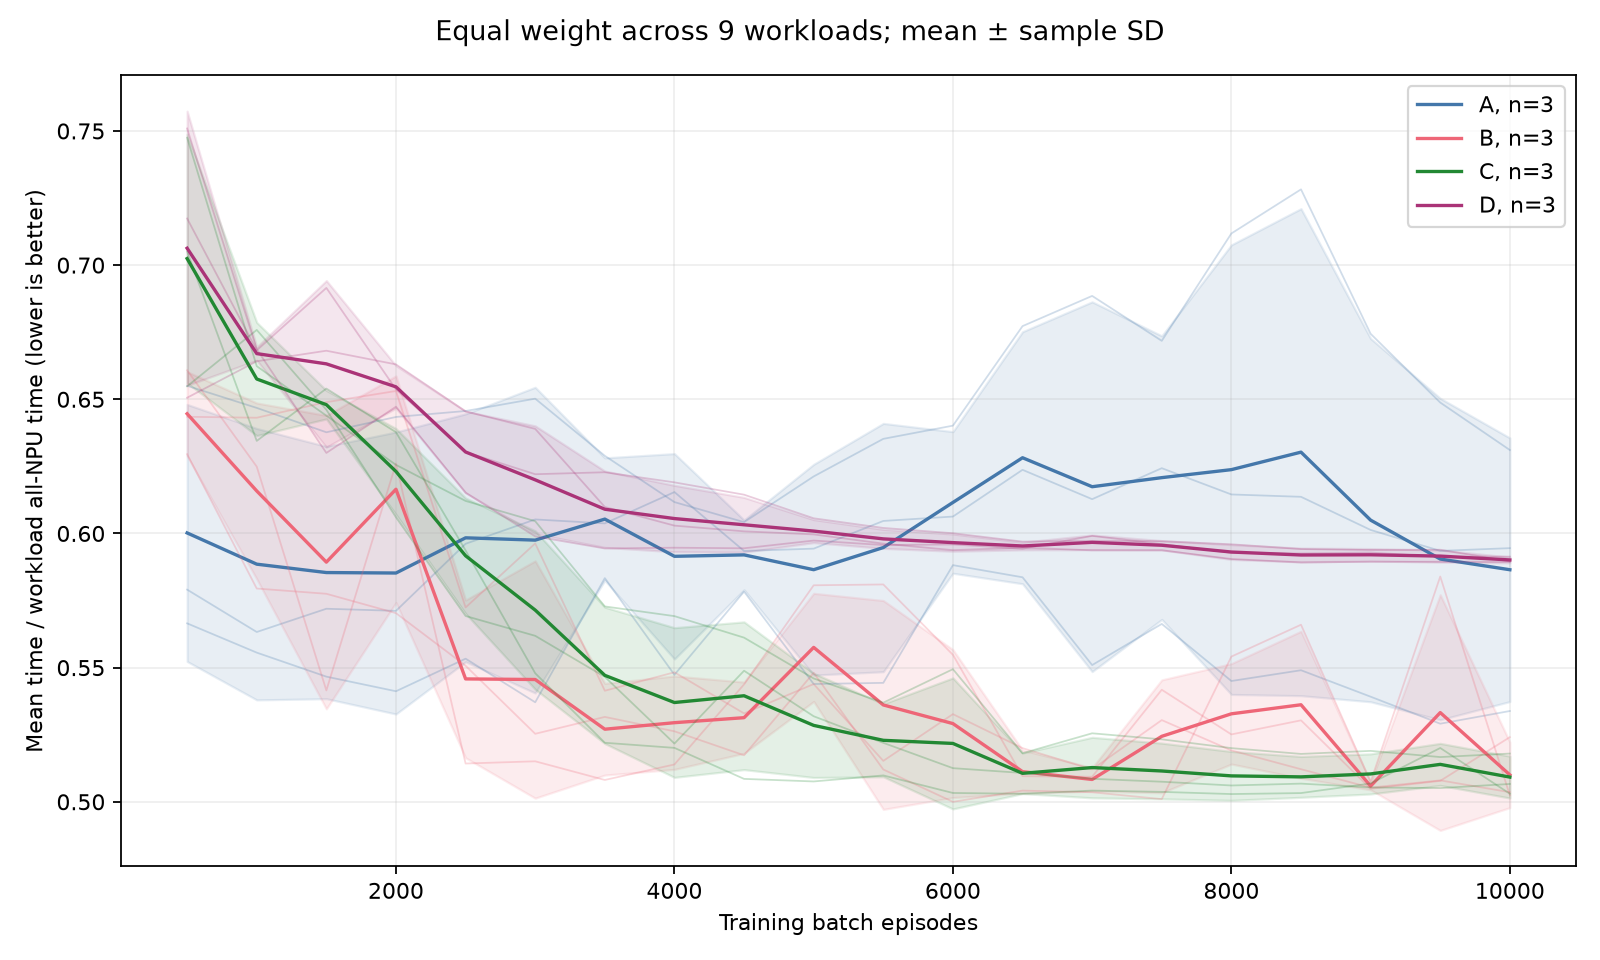 Equal weight across 9 workloads; mean ± sample SD
Mean time / workload all-NPU time (lower is better)
0.75
0.70
0.65
0.60
0.55
0.50
A, n=3
B, n=3
C, n=3
D, n=3
2000
4000
6000
8000
10000
Training batch episodes